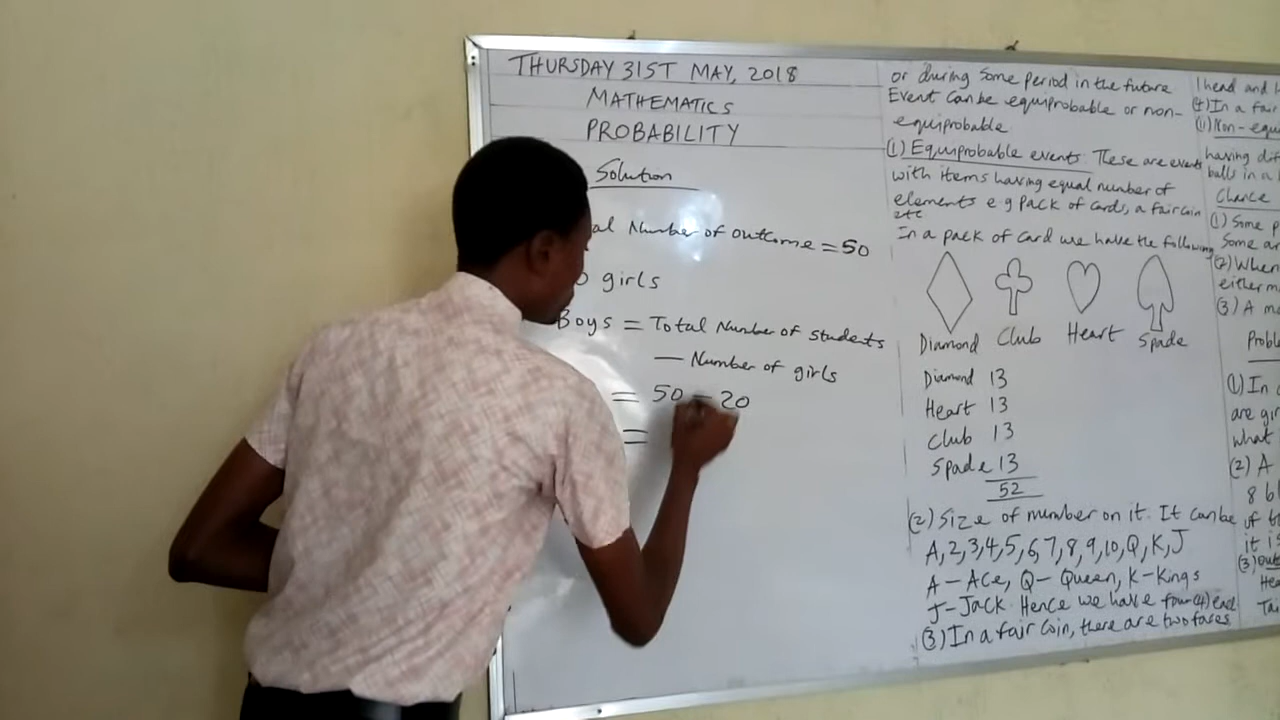 THURSDAY 31ST MAY, 2018
MATHEMATICS
PROBABILITY
Solution
Number of outcome = 50
girls
Boys = Total Number of students
— Number of girls
= 50 – 20
=
or during some period in the future
Event can be equiprobable or non-
equiprobable
(1) Equiprobable events: These are events
with items having equal number of
elements e g pack of cards, a fair coin
etc
In a pack of card we have the following
Diamond Club Heart Spade
Diamond 13
Heart 13
Club 13
Spade 13
52
(2) Size of number on it. It can be
A,2,3,4,5,6,7,8,9,10,Q,K,J
A – Ace, Q – Queen, K – Kings
J – Jack. Hence we have four (4) each
(3) In a fair coin, there are two faces
1 head and
(4) In a fair
(ii) Non-
having
balls in a
Chance
(1) Some
Some
(2) When
either
(3) A
(1) In
are
what
(2) A
8
of
it is
(3)